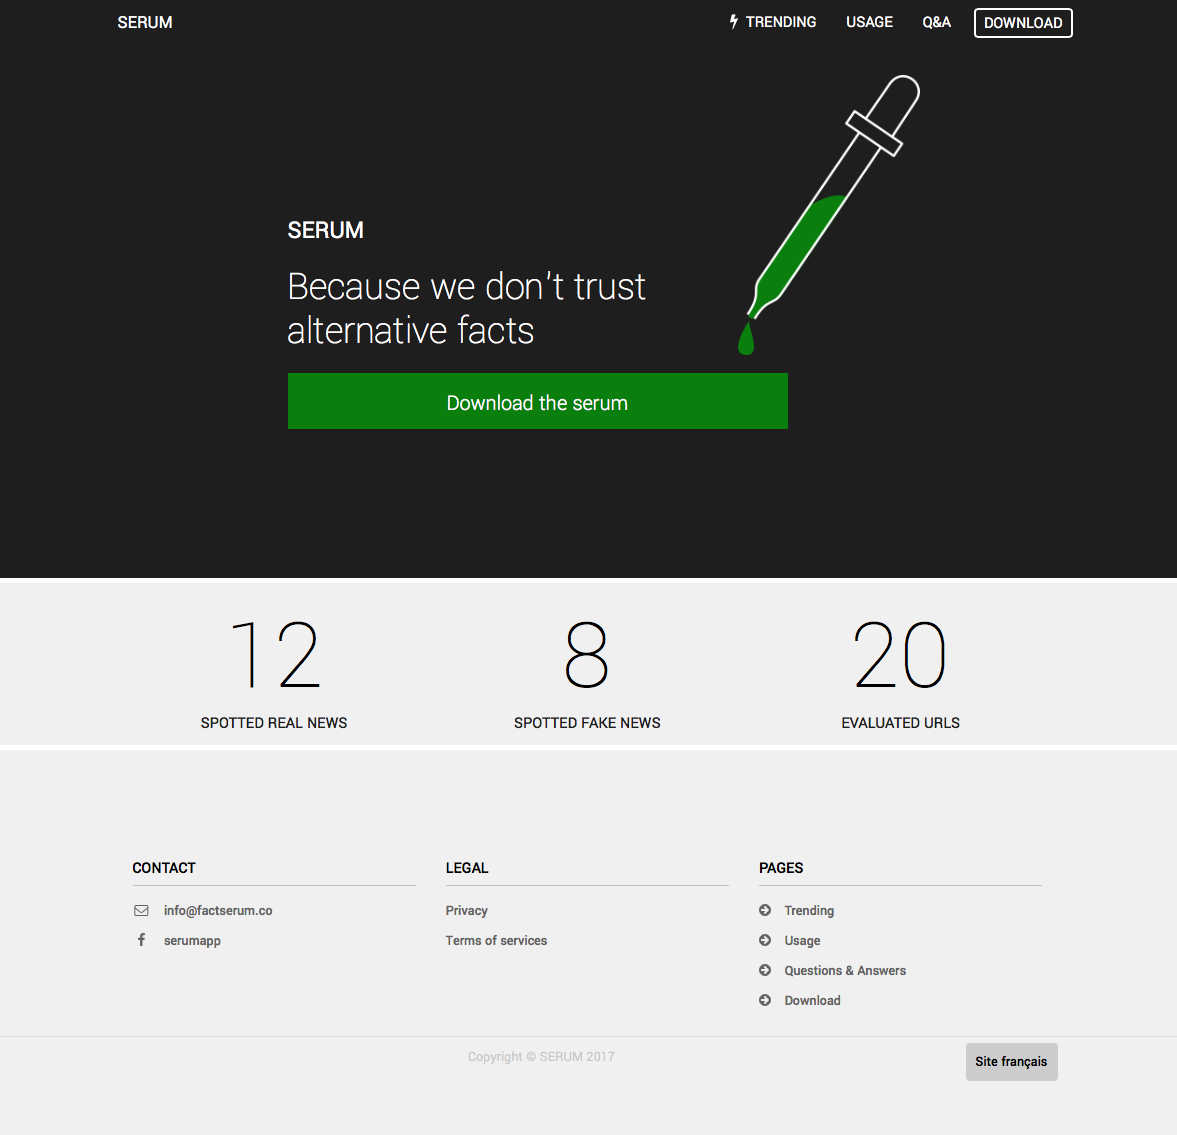 SERUM
TRENDING
USAGE
Q&A
DOWNLOAD
SERUM
Because we don't trust
alternative facts
Download the serum
12
8
20
SPOTTED REAL NEWS
SPOTTED FAKE NEWS
EVALUATED URLS
CONTACT
info@factserum.co
serumapp
LEGAL
Privacy
Terms of services
PAGES
Trending
Usage
Questions & Answers
Download
Copyright © SERUM 2017
Site français